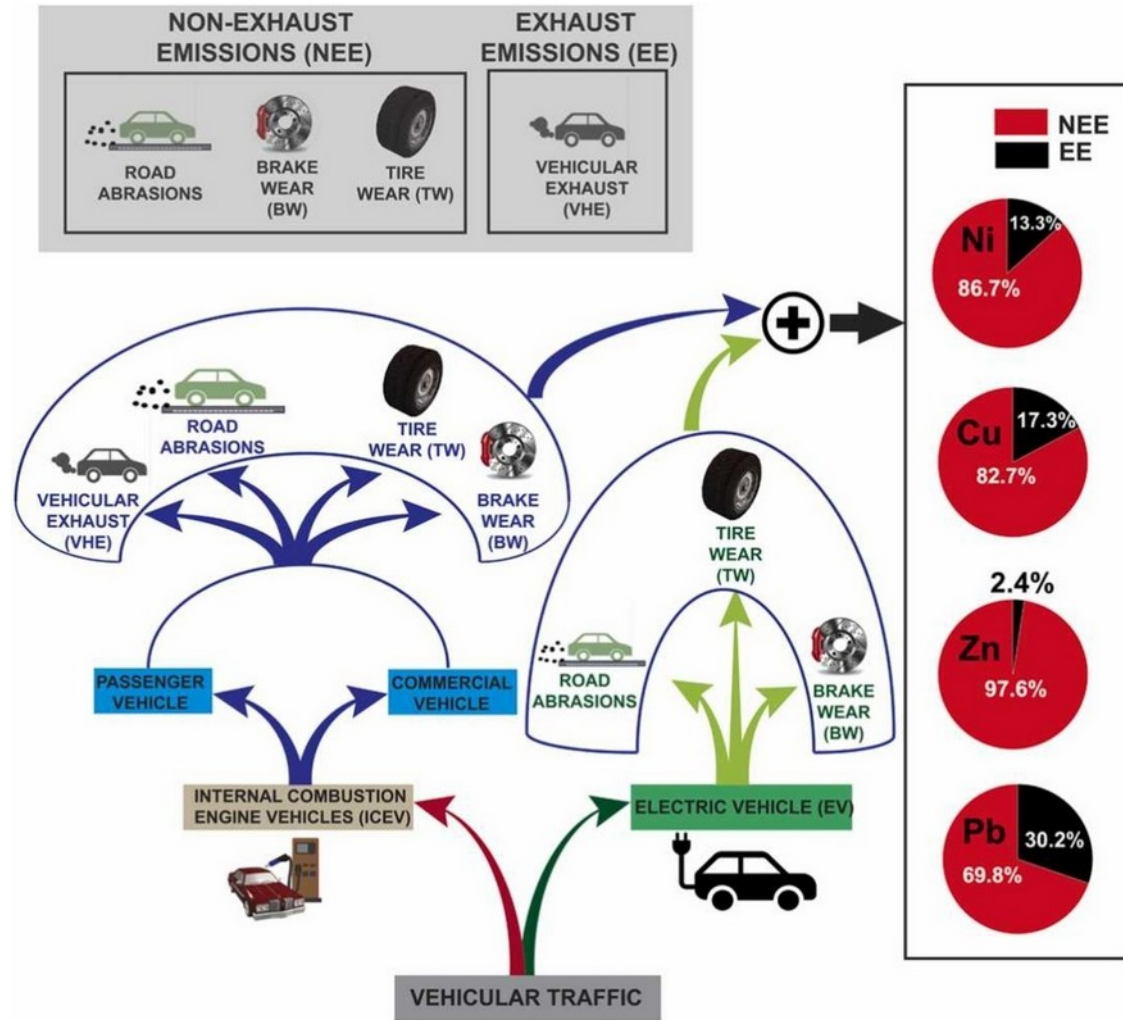 NON-EXHAUST
EMISSIONS (NEE)
EXHAUST
EMISSIONS (EE)
ROAD
ABRASIONS
BRAKE
WEAR
(BW)
TIRE
WEAR (TW)
VEHICULAR
EXHAUST
(VHE)
NEE
EE
Ni
13.3%
86.7%
Cu
17.3%
82.7%
2.4%
Zn
97.6%
Pb
30.2%
69.8%
ROAD
ABRASIONS
TIRE
WEAR (TW)
VEHICULAR
EXHAUST
(VHE)
BRAKE
WEAR
(BW)
TIRE
WEAR
(TW)
ROAD
ABRASIONS
BRAKE
WEAR
(BW)
PASSENGER
VEHICLE
COMMERCIAL
VEHICLE
INTERNAL COMBUSTION
ENGINE VEHICLES (ICEV)
ELECTRIC VEHICLE (EV)
VEHICULAR TRAFFIC